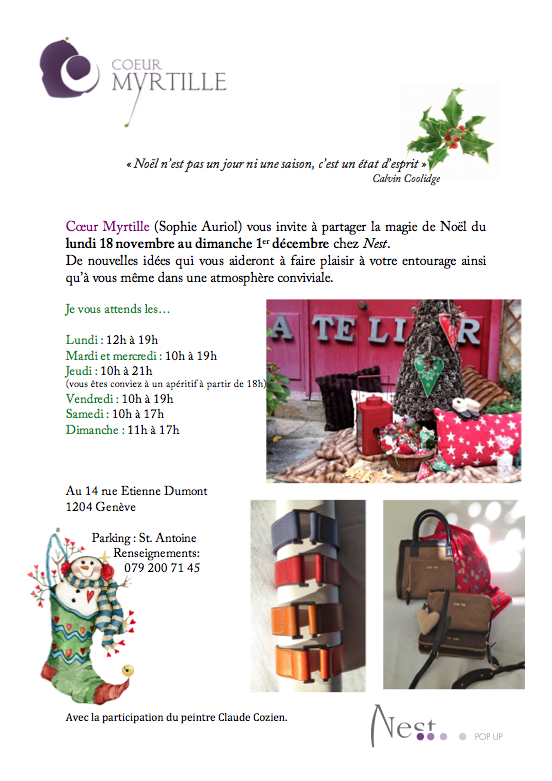 COEUR
MYRTILLE
« Noël n'est pas un jour ni une saison, c'est un état d'esprit »
Calvin Coolidge
Cœur Myrtille (Sophie Auriol) vous invite à partager la magie de Noël du
lundi 18 novembre au dimanche 1er décembre chez Nest.
De nouvelles idées qui vous aideront à faire plaisir à votre entourage ainsi
qu'à vous même dans une atmosphère conviviale.
Je vous attends les…
Lundi : 12h à 19h
Mardi et mercredi : 10h à 19h
Jeudi : 10h à 21h
(vous êtes conviez à un apéritif à partir de 18h)
Vendredi : 10h à 19h
Samedi : 10h à 17h
Dimanche : 11h à 17h
ATELIER
Au 14 rue Etienne Dumont
1204 Genève
Parking : St. Antoine
Renseignements:
079 200 71 45
Avec la participation du peintre Claude Cozien.
Nest
POP UP